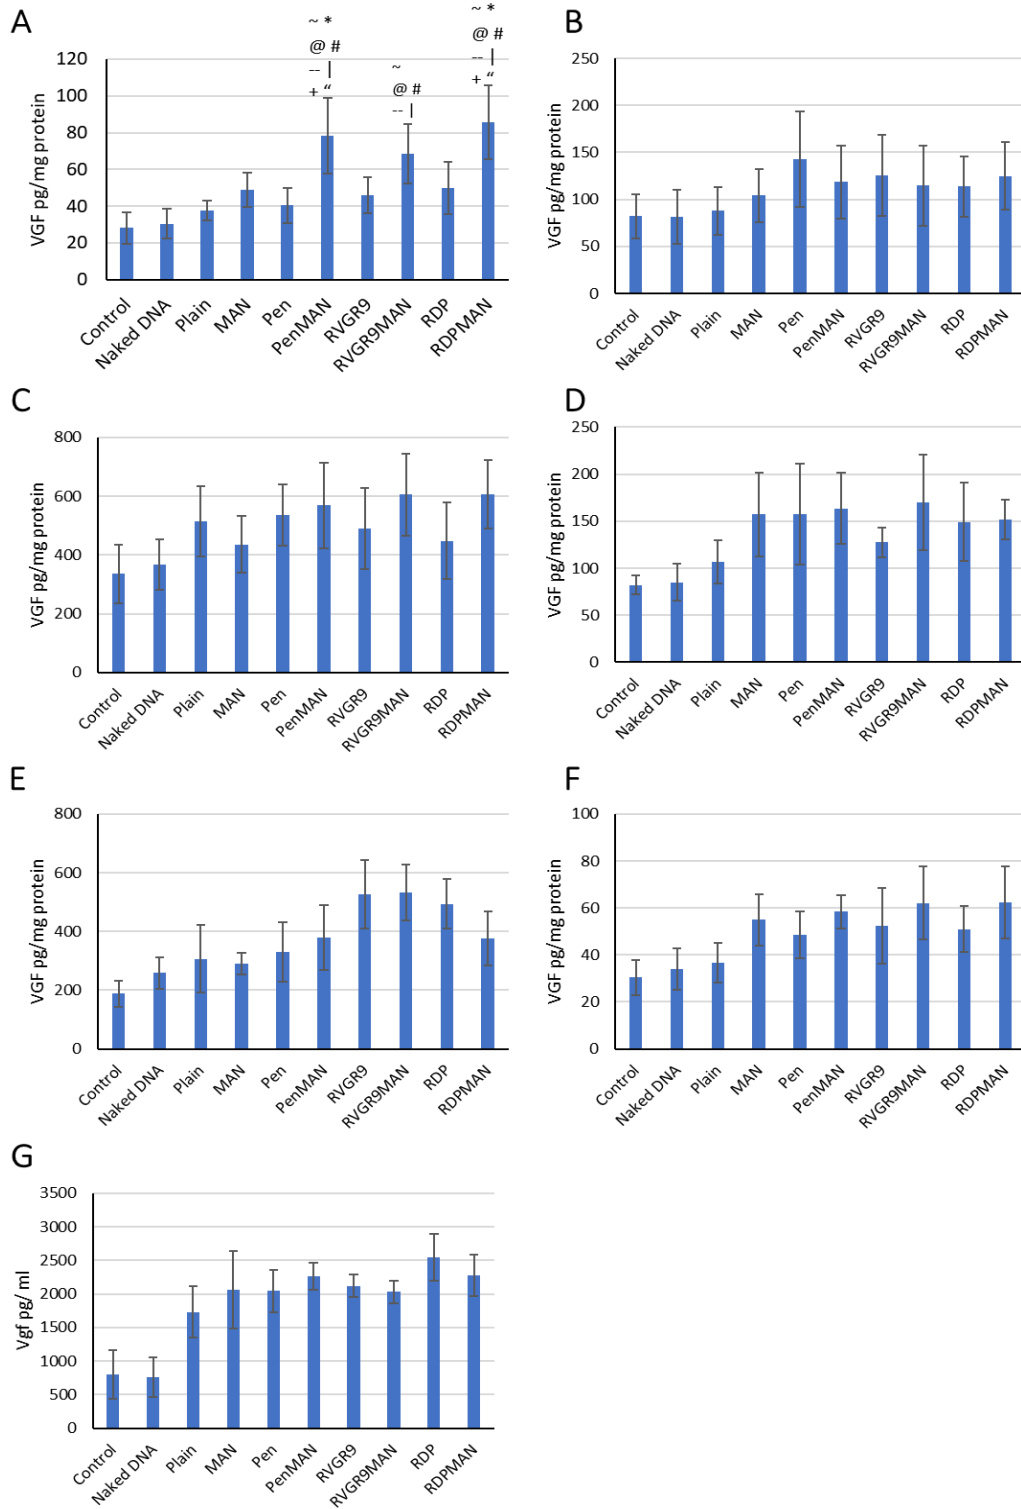 A
~ *
@ #
-- |
+ “
~
@ #
-- |
~ *
@ #
-- |
+ “
VGF pg/mg protein
120
100
80
60
40
20
0
Control
Naked DNA
Plain
MAN
Pen
PenMAN
RVGR9
RVGR9MAN
RDP
RDPMAN
B
VGF pg/mg protein
250
200
150
100
50
0
Control
Naked DNA
Plain
MAN
Pen
PenMAN
RVGR9
RVGR9MAN
RDP
RDPMAN
C
VGF pg/mg protein
800
600
400
200
0
Control
Naked DNA
Plain
MAN
Pen
PenMAN
RVGR9
RVGR9MAN
RDP
RDPMAN
D
VGF pg/mg protein
250
200
150
100
50
0
Control
Naked DNA
Plain
MAN
Pen
PenMAN
RVGR9
RVGR9MAN
RDP
RDPMAN
E
VGF pg/mg protein
800
600
400
200
0
Control
Naked DNA
Plain
MAN
Pen
PenMAN
RVGR9
RVGR9MAN
RDP
RDPMAN
F
VGF pg/mg protein
100
80
60
40
20
0
Control
Naked DNA
Plain
MAN
Pen
PenMAN
RVGR9
RVGR9MAN
RDP
RDPMAN
G
Vgf pg/ ml
3500
3000
2500
2000
1500
1000
500
0
Control
Naked DNA
Plain
MAN
Pen
PenMAN
RVGR9
RVGR9MAN
RDP
RDPMAN